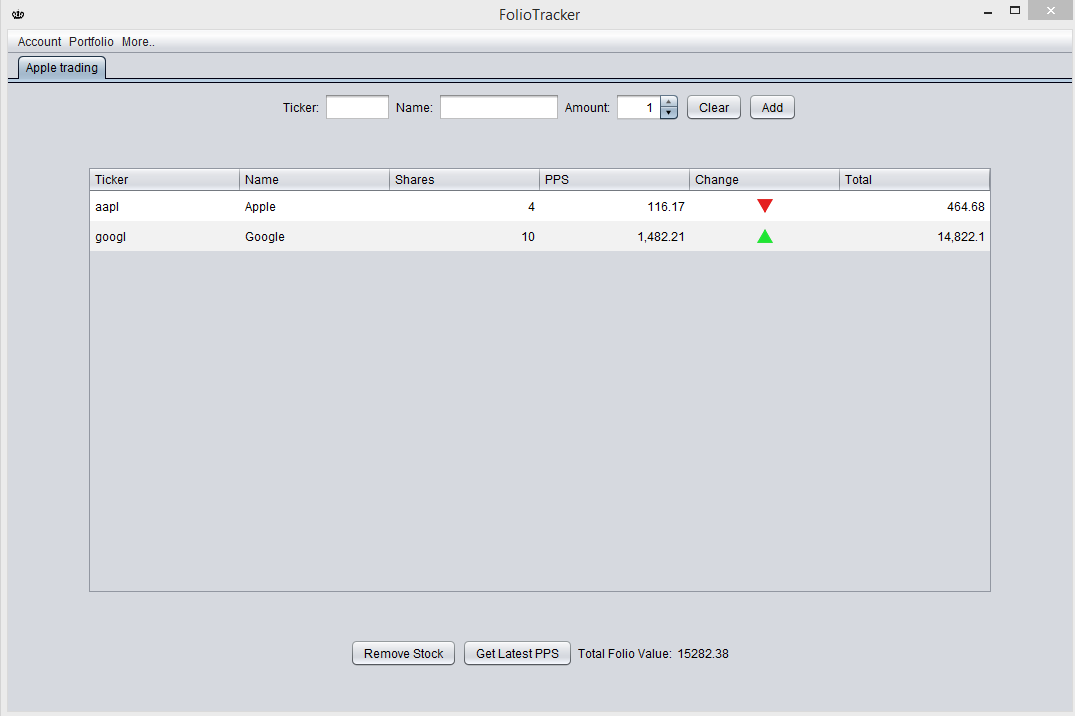 FolioTracker
Account Portfolio More..
Apple trading
Ticker: Name: Amount: 1 Clear Add
Ticker Name Shares PPS Change Total
aapl Apple 4 116.17 464.68
googl Google 10 1,482.21 14,822.1
Remove Stock Get Latest PPS Total Folio Value: 15282.38